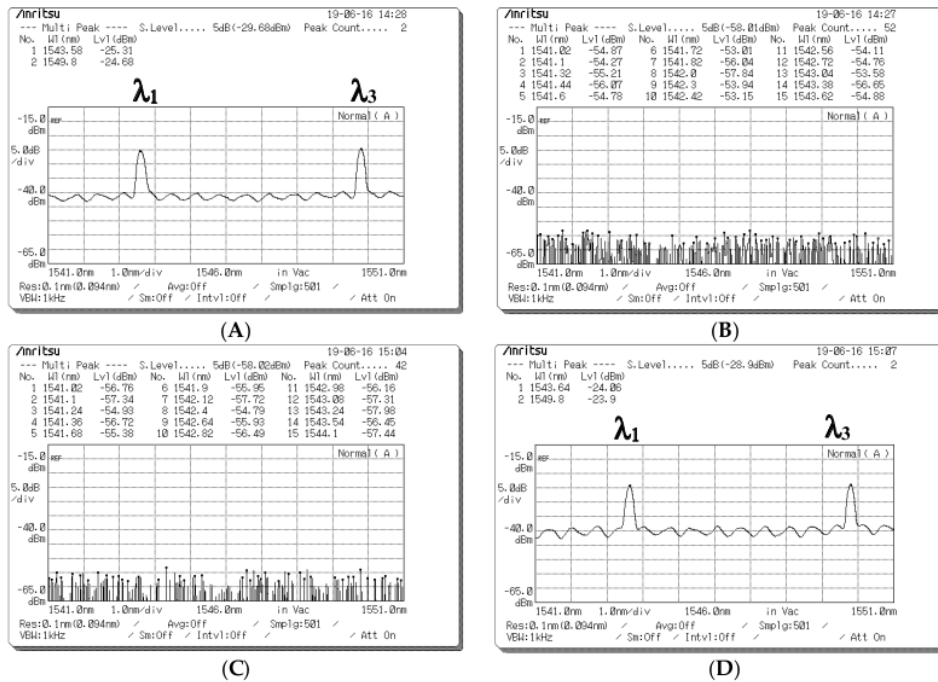 Anritsu 19-06-16 14:28
--- Multi Peak ---- S.Level..... 5dB(-29.68dBm) Peak Count..... 2
No. Wl(nm) Lvl(dBm)
1 1543.58 -25.31
2 1549.8 -24.68
λ1 λ3
Normal(A)
-15.0 dBm REF
5.0dB /div
-40.0 dBm
-65.0 dBm
1541.0nm 1.0nm/div 1546.0nm in Vac 1551.0nm
Res:0.1nm(0.094nm) / Avg:Off / Smplg:501 /
VBW:1kHz / Sm:Off / Intvl:Off / / Att On
(A)
Anritsu 19-06-16 14:27
--- Multi Peak ---- S.Level..... 5dB(-58.01dBm) Peak Count..... 52
No. Wl(nm) Lvl(dBm) No. Wl(nm) Lvl(dBm) No. Wl(nm) Lvl(dBm)
1 1541.02 -54.87 6 1541.72 -53.01 11 1542.56 -54.11
2 1541.1 -54.27 7 1541.82 -56.04 12 1542.72 -54.76
3 1541.32 -55.21 8 1542.0 -57.84 13 1543.04 -53.58
4 1541.44 -56.07 9 1542.3 -53.94 14 1543.38 -56.65
5 1541.6 -54.78 10 1542.42 -53.15 15 1543.62 -54.88
Normal(A)
-15.0 dBm REF
5.0dB /div
-40.0 dBm
-65.0 dBm
1541.0nm 1.0nm/div 1546.0nm in Vac 1551.0nm
Res:0.1nm(0.094nm) / Avg:Off / Smplg:501 /
VBW:1kHz / Sm:Off / Intvl:Off / / Att On
(B)
Anritsu 19-06-16 15:04
--- Multi Peak ---- S.Level..... 5dB(-58.02dBm) Peak Count..... 42
No. Wl(nm) Lvl(dBm) No. Wl(nm) Lvl(dBm) No. Wl(nm) Lvl(dBm)
1 1541.02 -56.76 6 1541.9 -55.95 11 1542.98 -56.16
2 1541.1 -57.34 7 1542.12 -57.72 12 1543.08 -57.31
3 1541.24 -54.93 8 1542.4 -54.79 13 1543.24 -57.98
4 1541.36 -56.72 9 1542.64 -55.93 14 1543.54 -56.45
5 1541.68 -55.38 10 1542.82 -56.49 15 1544.1 -57.44
Normal(A)
-15.0 dBm REF
5.0dB /div
-40.0 dBm
-65.0 dBm
1541.0nm 1.0nm/div 1546.0nm in Vac 1551.0nm
Res:0.1nm(0.094nm) / Avg:Off / Smplg:501 /
VBW:1kHz / Sm:Off / Intvl:Off / / Att On
(C)
Anritsu 19-06-16 15:07
--- Multi Peak ---- S.Level..... 5dB(-28.9dBm) Peak Count..... 2
No. Wl(nm) Lvl(dBm)
1 1543.64 -24.06
2 1549.8 -23.9
λ1 λ3
Normal(A)
-15.0 dBm REF
5.0dB /div
-40.0 dBm
-65.0 dBm
1541.0nm 1.0nm/div 1546.0nm in Vac 1551.0nm
Res:0.1nm(0.094nm) / Avg:Off / Smplg:501 /
VBW:1kHz / Sm:Off / Intvl:Off / / Att On
(D)